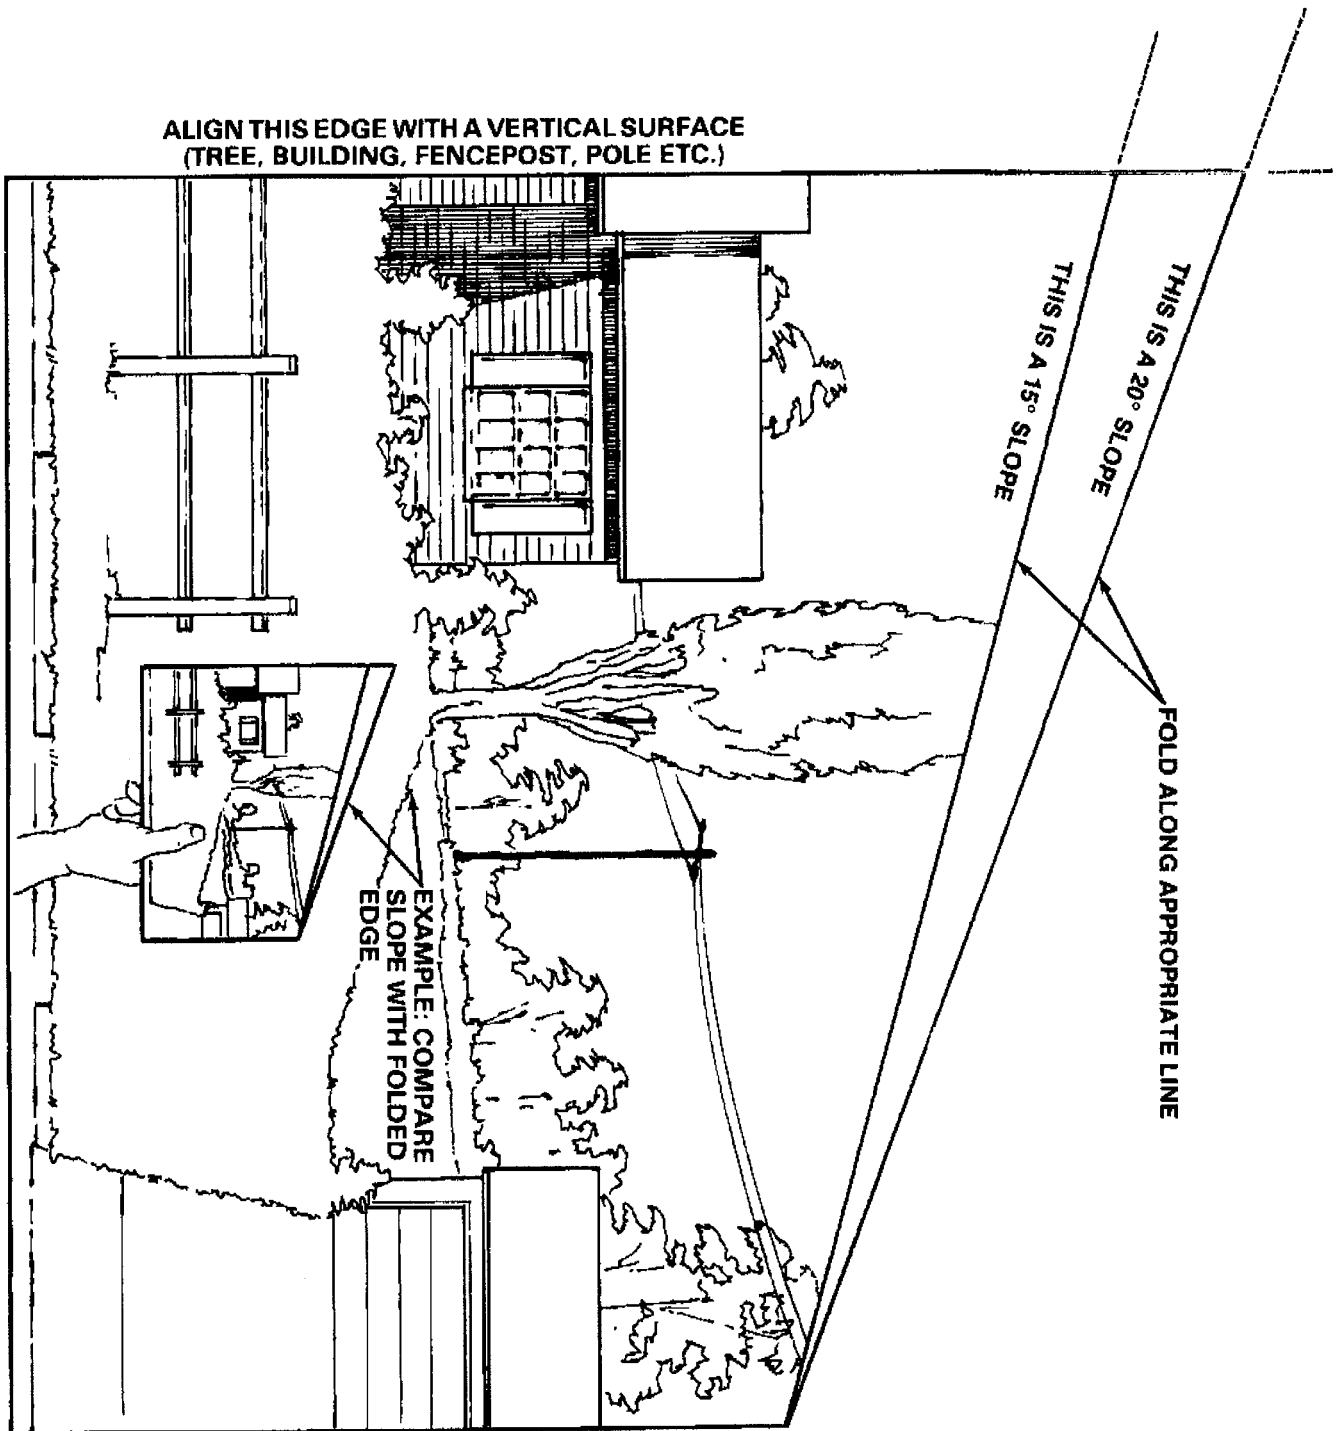 ALIGN THIS EDGE WITH A VERTICAL SURFACE
(TREE, BUILDING, FENCEPOST, POLE ETC.)
THIS IS A 15° SLOPE
THIS IS A 20° SLOPE
FOLD ALONG APPROPRIATE LINE
EXAMPLE: COMPARE
SLOPE WITH FOLDED
EDGE